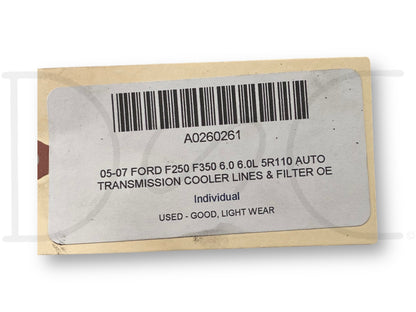 A0260261
05-07 FORD F250 F350 6.0 6.0L 5R110 AUTO
TRANSMISSION COOLER LINES & FILTER OE
Individual
USED - GOOD, LIGHT WEAR